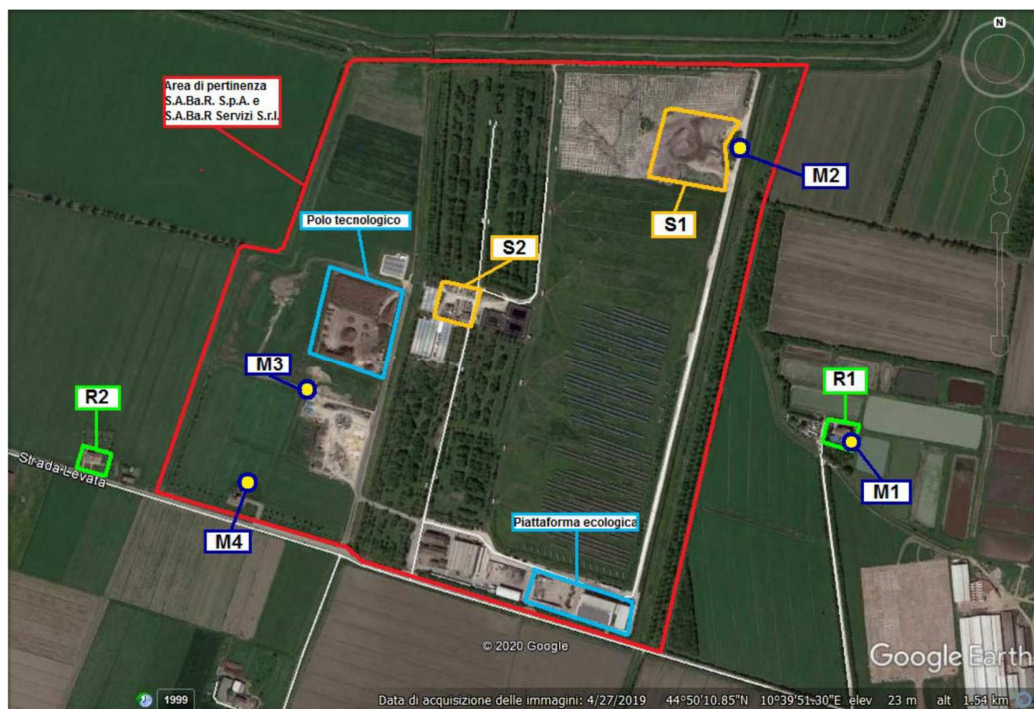 N
Area di pertinenza
S.A.Ba.R. S.p.A. e
S.A.Ba.R Servizi S.r.l.
M2
S1
Polo tecnologico
S2
M3
R2
R1
Strada Levata
M1
M4
Piattaforma ecologica
© 2020 Google
Google Earth
1999
Data di acquisizione delle immagini: 4/27/2019 44°50'10.85"N 10°39'51.30"E elev 23 m alt 1.54 km